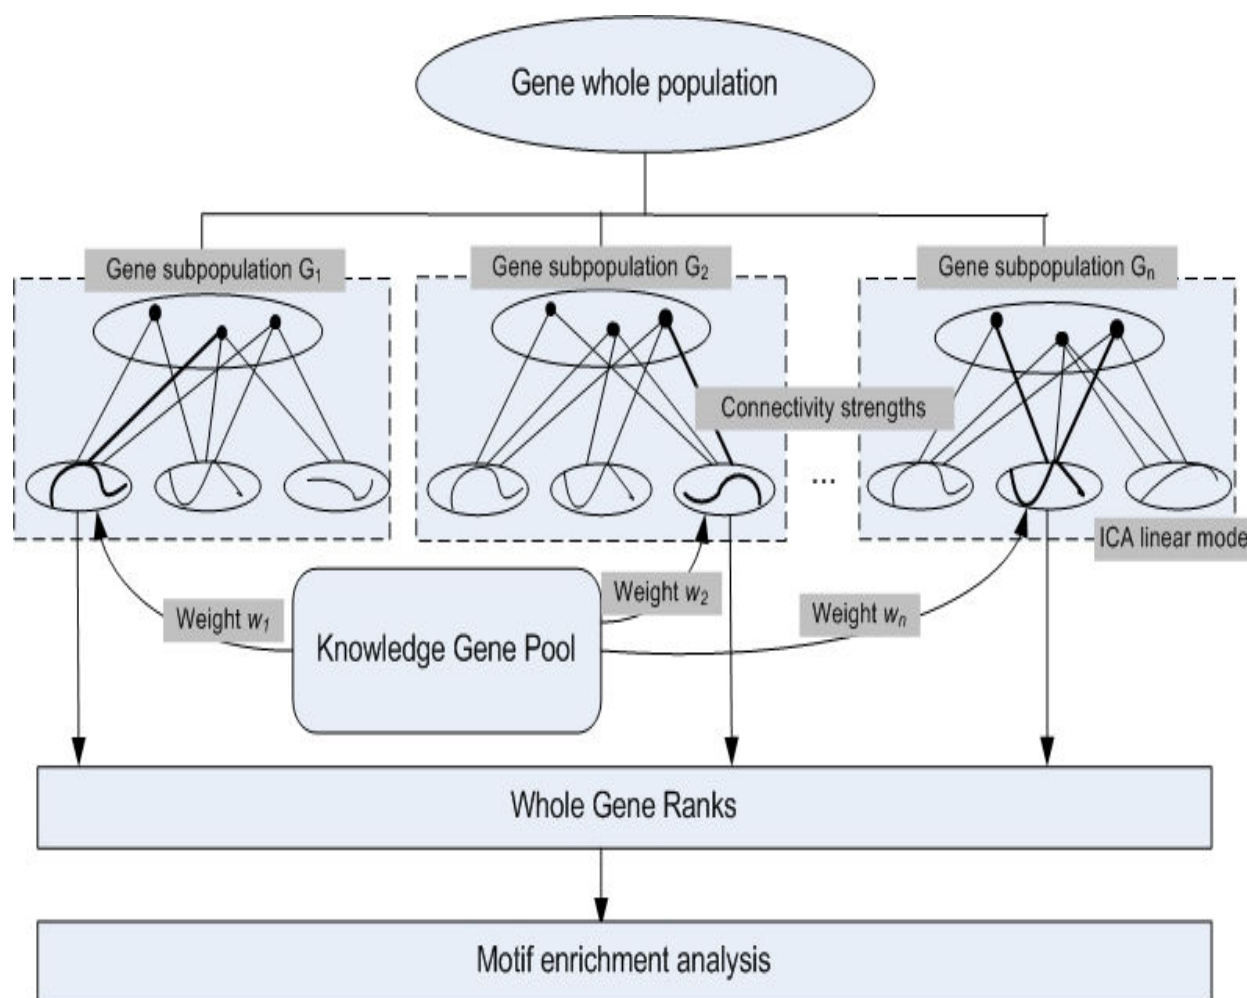 Gene whole population
Gene subpopulation G₁
Gene subpopulation G₂
Gene subpopulation Gₙ
Connectivity strengths
...
ICA linear mode
Weight w₁
Weight w₂
Weight wₙ
Knowledge Gene Pool
Whole Gene Ranks
Motif enrichment analysis